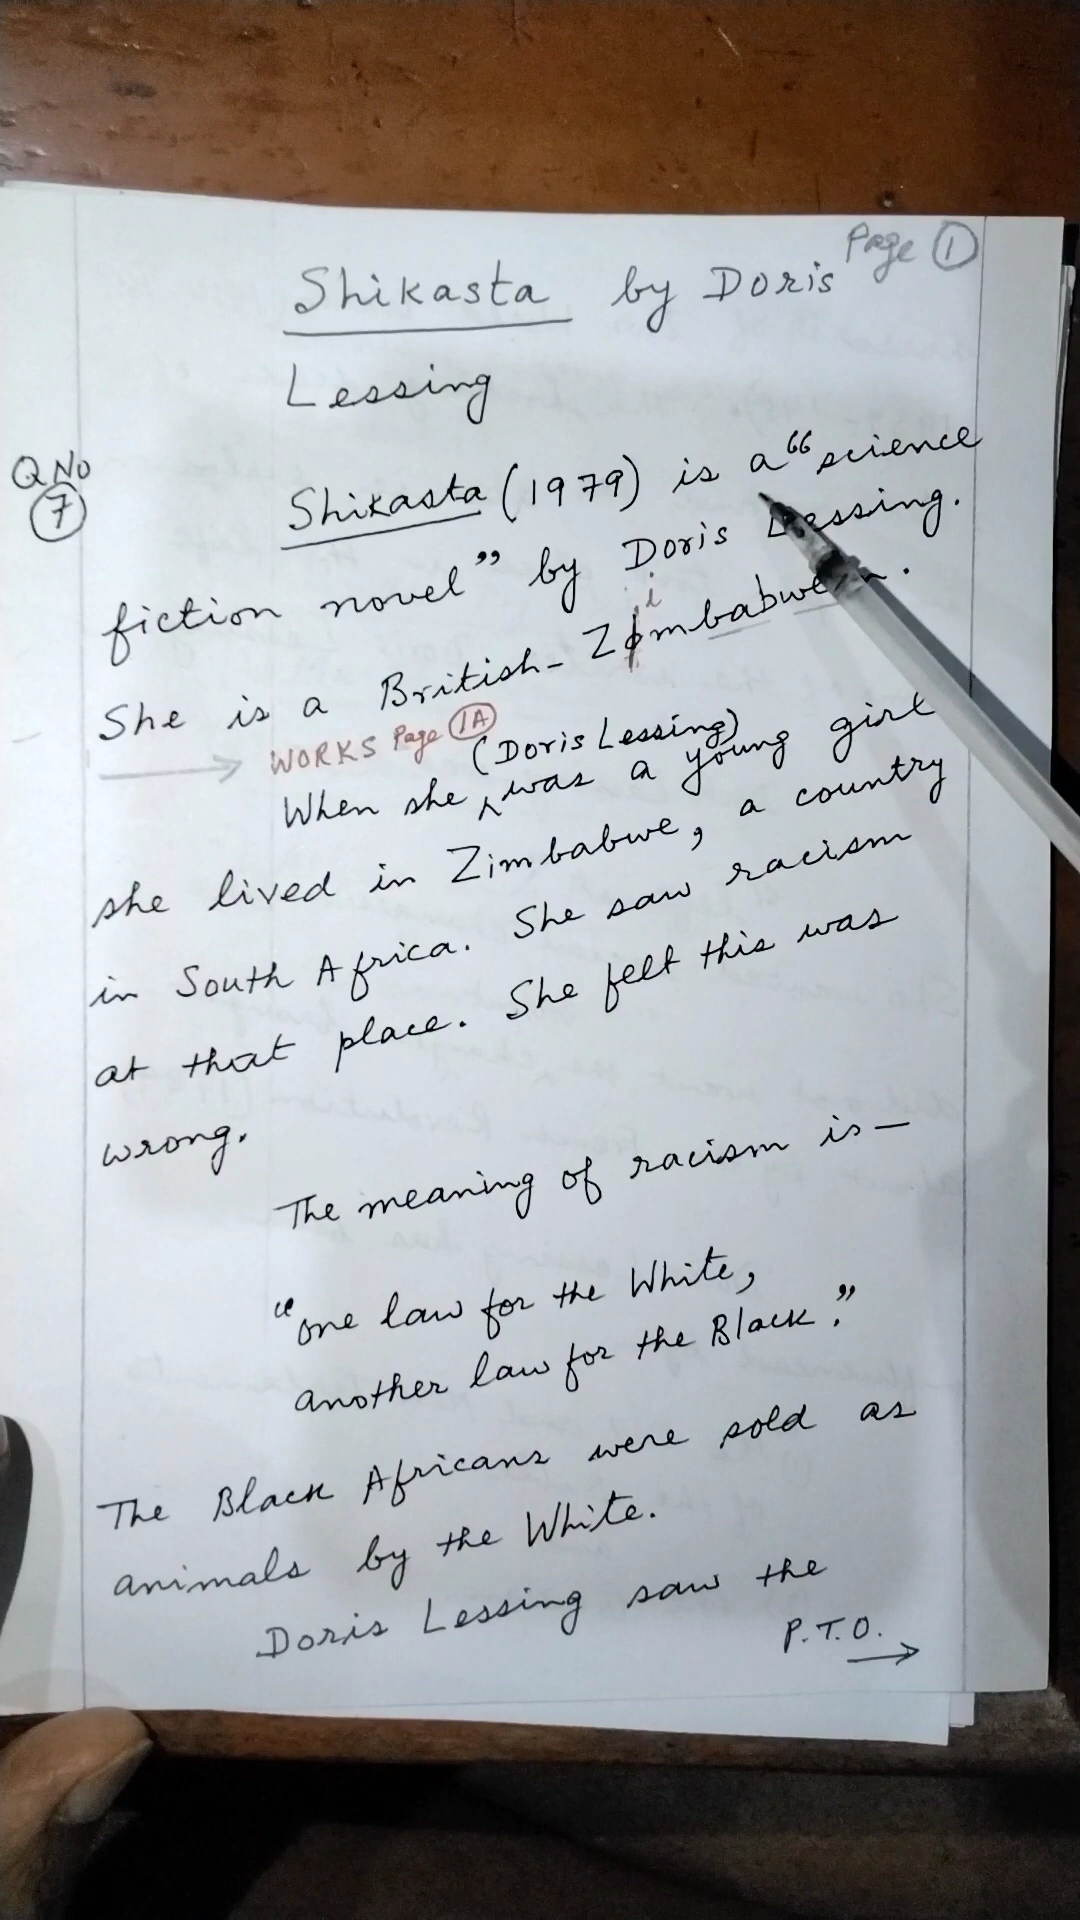 Page 1
Shikasta by Doris
Lessing
Q No
7
Shikasta (1979) is a "science
fiction novel" by Doris Lessing.
She is a British- Zimbabwean.
WORKS Page 1A
(Doris Lessing)
When she was a young girl
she lived in Zimbabwe, a country
in South Africa. She saw racism
at that place. She felt this was
wrong.
The meaning of racism is—
"one law for the White,
another law for the Black."
The Black Africans were sold as
animals by the White.
Doris Lessing saw the
P.T.O.